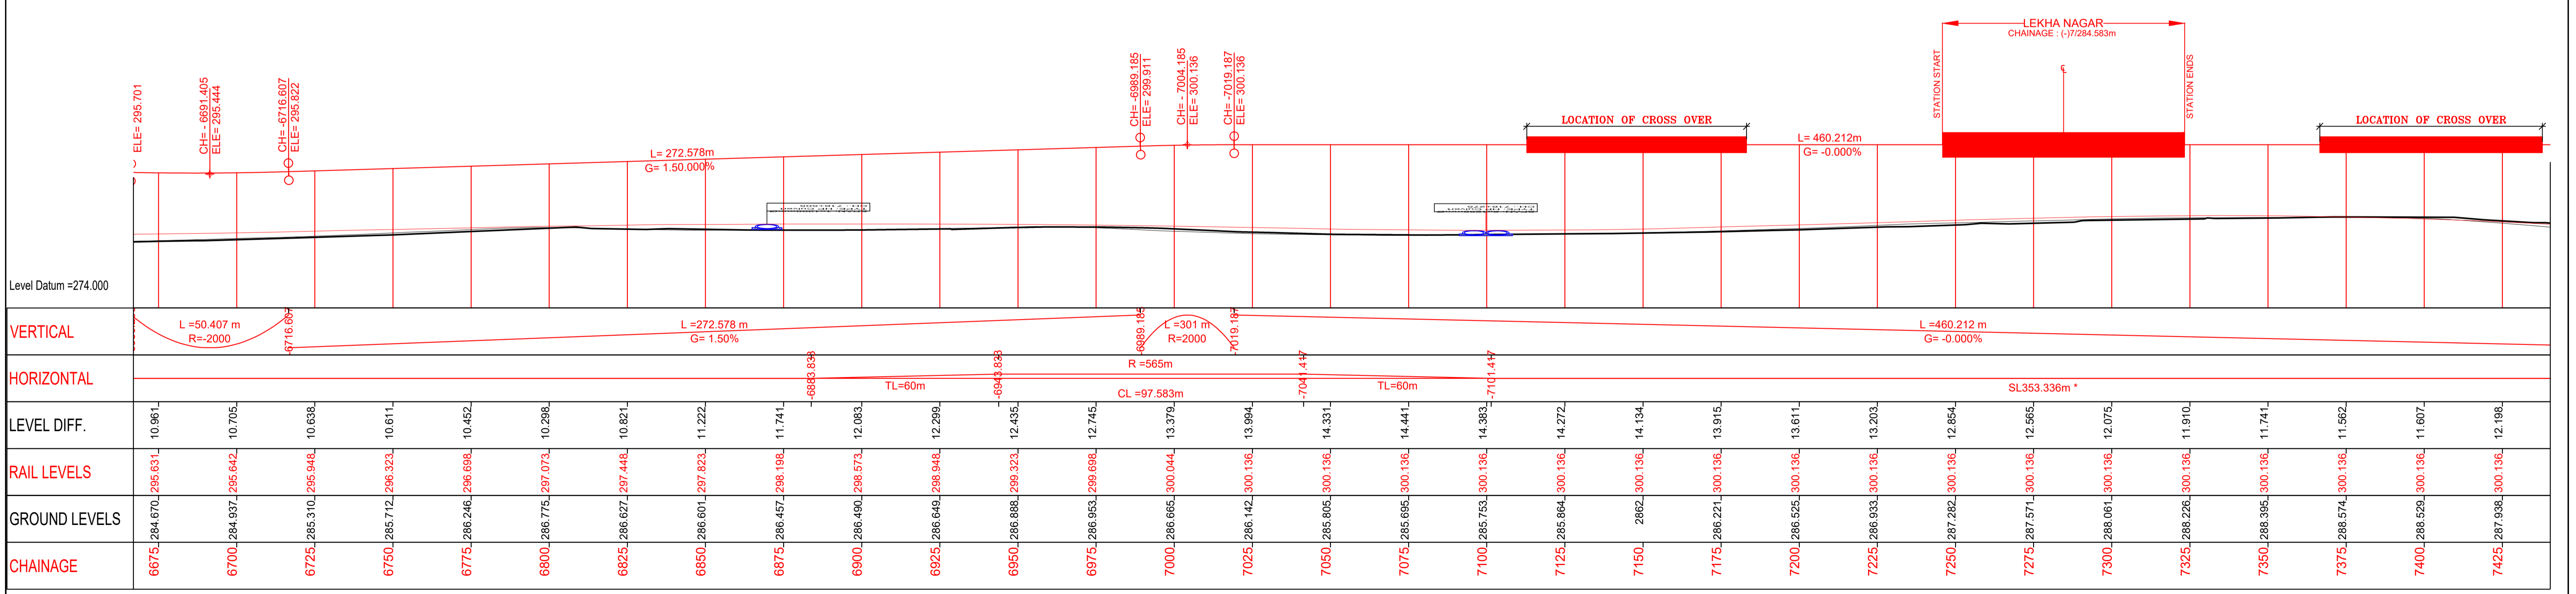 LEKHA NAGAR
CHAINAGE : (-)7/284.583m
STATION START
STATION ENDS
℄
ELE= 295.701
CH= - 6691.405
ELE= 295.444
CH= -6716.607
ELE= 295.822
CH= -6989.185
ELE= 299.911
CH= - 7004.185
ELE= 300.136
CH= -7019.187
ELE= 300.136
LOCATION OF CROSS OVER
LOCATION OF CROSS OVER
L= 272.578m
G= 1.50.000%
L= 460.212m
G= -0.000%
Level Datum =274.000
VERTICAL
L =50.407 m
R=-2000
-6716.607
L =272.578 m
G= 1.50%
-6989.185
L =301 m
R=2000
-7019.187
L =460.212 m
G= -0.000%
HORIZONTAL
-6883.833
TL=60m
-6943.833
R =565m
CL =97.583m
-7041.417
TL=60m
-7101.417
SL353.336m *
LEVEL DIFF. 10.961 10.705 10.638 10.611 10.452 10.298 10.821 11.222 11.741 12.083 12.299 12.435 12.745 13.379 13.994 14.331 14.441 14.383 14.272 14.134 13.915 13.611 13.203 12.854 12.565 12.075 11.910 11.741 11.562 11.607 12.198
RAIL LEVELS 295.631 295.642 295.948 296.323 296.698 297.073 297.448 297.823 298.198 298.573 298.948 299.323 299.698 300.044 300.136 300.136 300.136 300.136 300.136 300.136 300.136 300.136 300.136 300.136 300.136 300.136 300.136 300.136 300.136 300.136 300.136
GROUND LEVELS 284.670 284.937 285.310 285.712 286.246 286.775 286.627 286.601 286.457 286.490 286.649 286.888 286.953 286.665 286.142 285.805 285.695 285.753 285.864 2862 286.221 286.525 286.933 287.282 287.571 288.061 288.226 288.395 288.574 288.529 287.938
CHAINAGE 6675 6700 6725 6750 6775 6800 6825 6850 6875 6900 6925 6950 6975 7000 7025 7050 7075 7100 7125 7150 7175 7200 7225 7250 7275 7300 7325 7350 7375 7400 7425